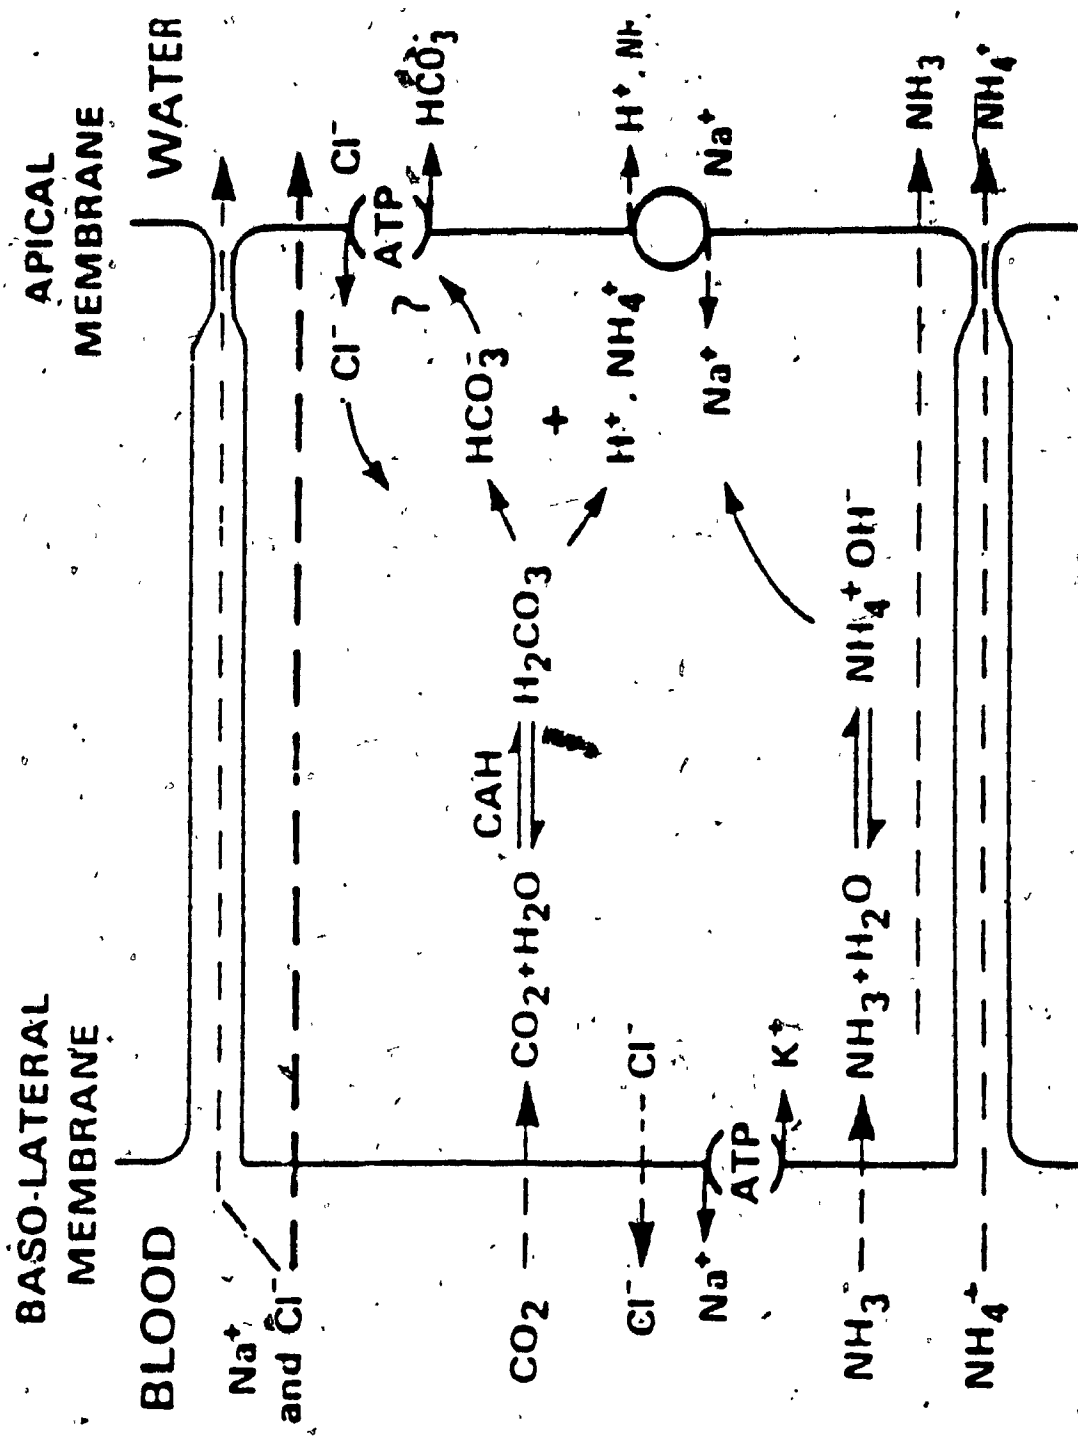 BASO-LATERAL MEMBRANE
APICAL MEMBRANE
BLOOD
WATER
Na⁺
and Cl⁻
Cl⁻
Cl⁻
ATP
HCO₃
?
HCO₃⁻
CO₂
CO₂+H₂O
CAH
H₂CO₃
+
H⁺, NH₄⁺
H⁺, NH
Cl⁻
Cl⁻
Na⁺
Na⁺
Na⁺
ATP
K⁺
NH₃
NH₃+H₂O
NH₄⁺OH⁻
NH₃
NH₄⁺
NH₄⁺